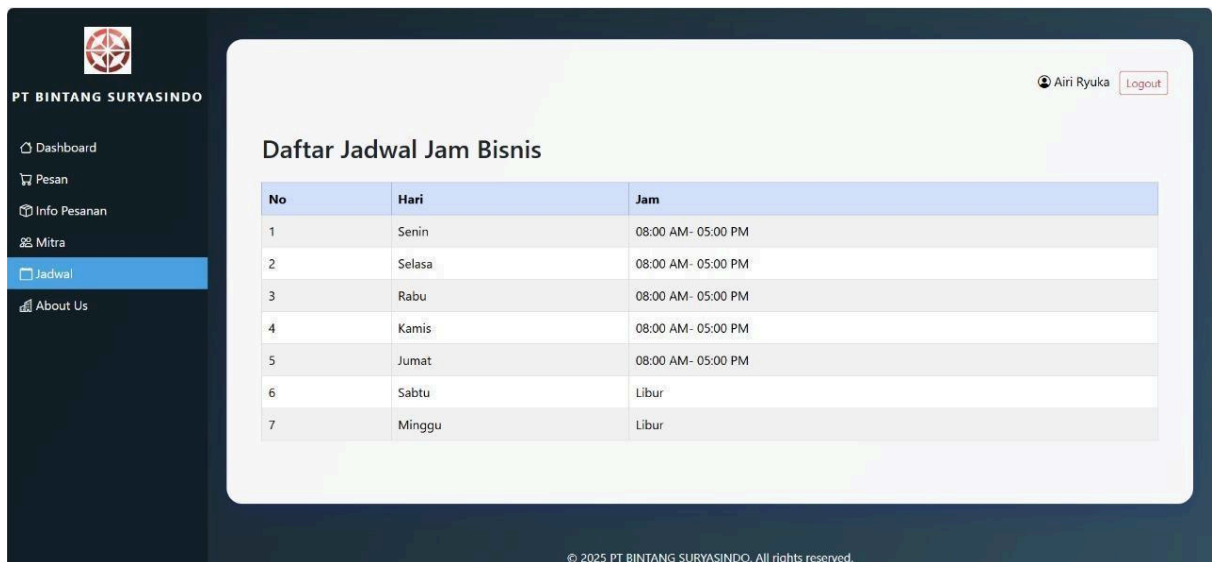 PT BINTANG SURYASINDO
Dashboard
Pesan
Info Pesanan
Mitra
Jadwal
About Us
Airi Ryuka Logout
Daftar Jadwal Jam Bisnis
No Hari Jam
1 Senin 08:00 AM- 05:00 PM
2 Selasa 08:00 AM- 05:00 PM
3 Rabu 08:00 AM- 05:00 PM
4 Kamis 08:00 AM- 05:00 PM
5 Jumat 08:00 AM- 05:00 PM
6 Sabtu Libur
7 Minggu Libur
© 2025 PT BINTANG SURYASINDO. All rights reserved.